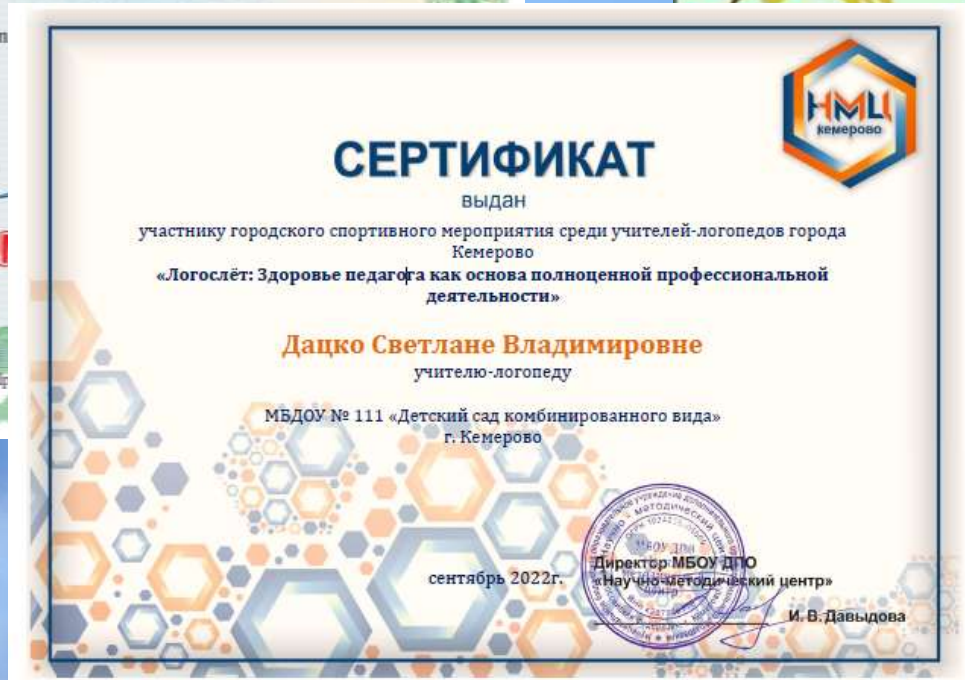 НМЦ
кемерово
СЕРТИФИКАТ
выдан
участнику городского спортивного мероприятия среди учителей-логопедов города
Кемерово
«Логослёт: Здоровье педагога как основа полноценной профессиональной
деятельности»
Дацко Светлане Владимировне
учителю-логопеду
МБДОУ № 111 «Детский сад комбинированного вида»
г. Кемерово
сентябрь 2022г.
Директор МБОУ ДПО
«Научно-методический центр»
И. В. Давыдова